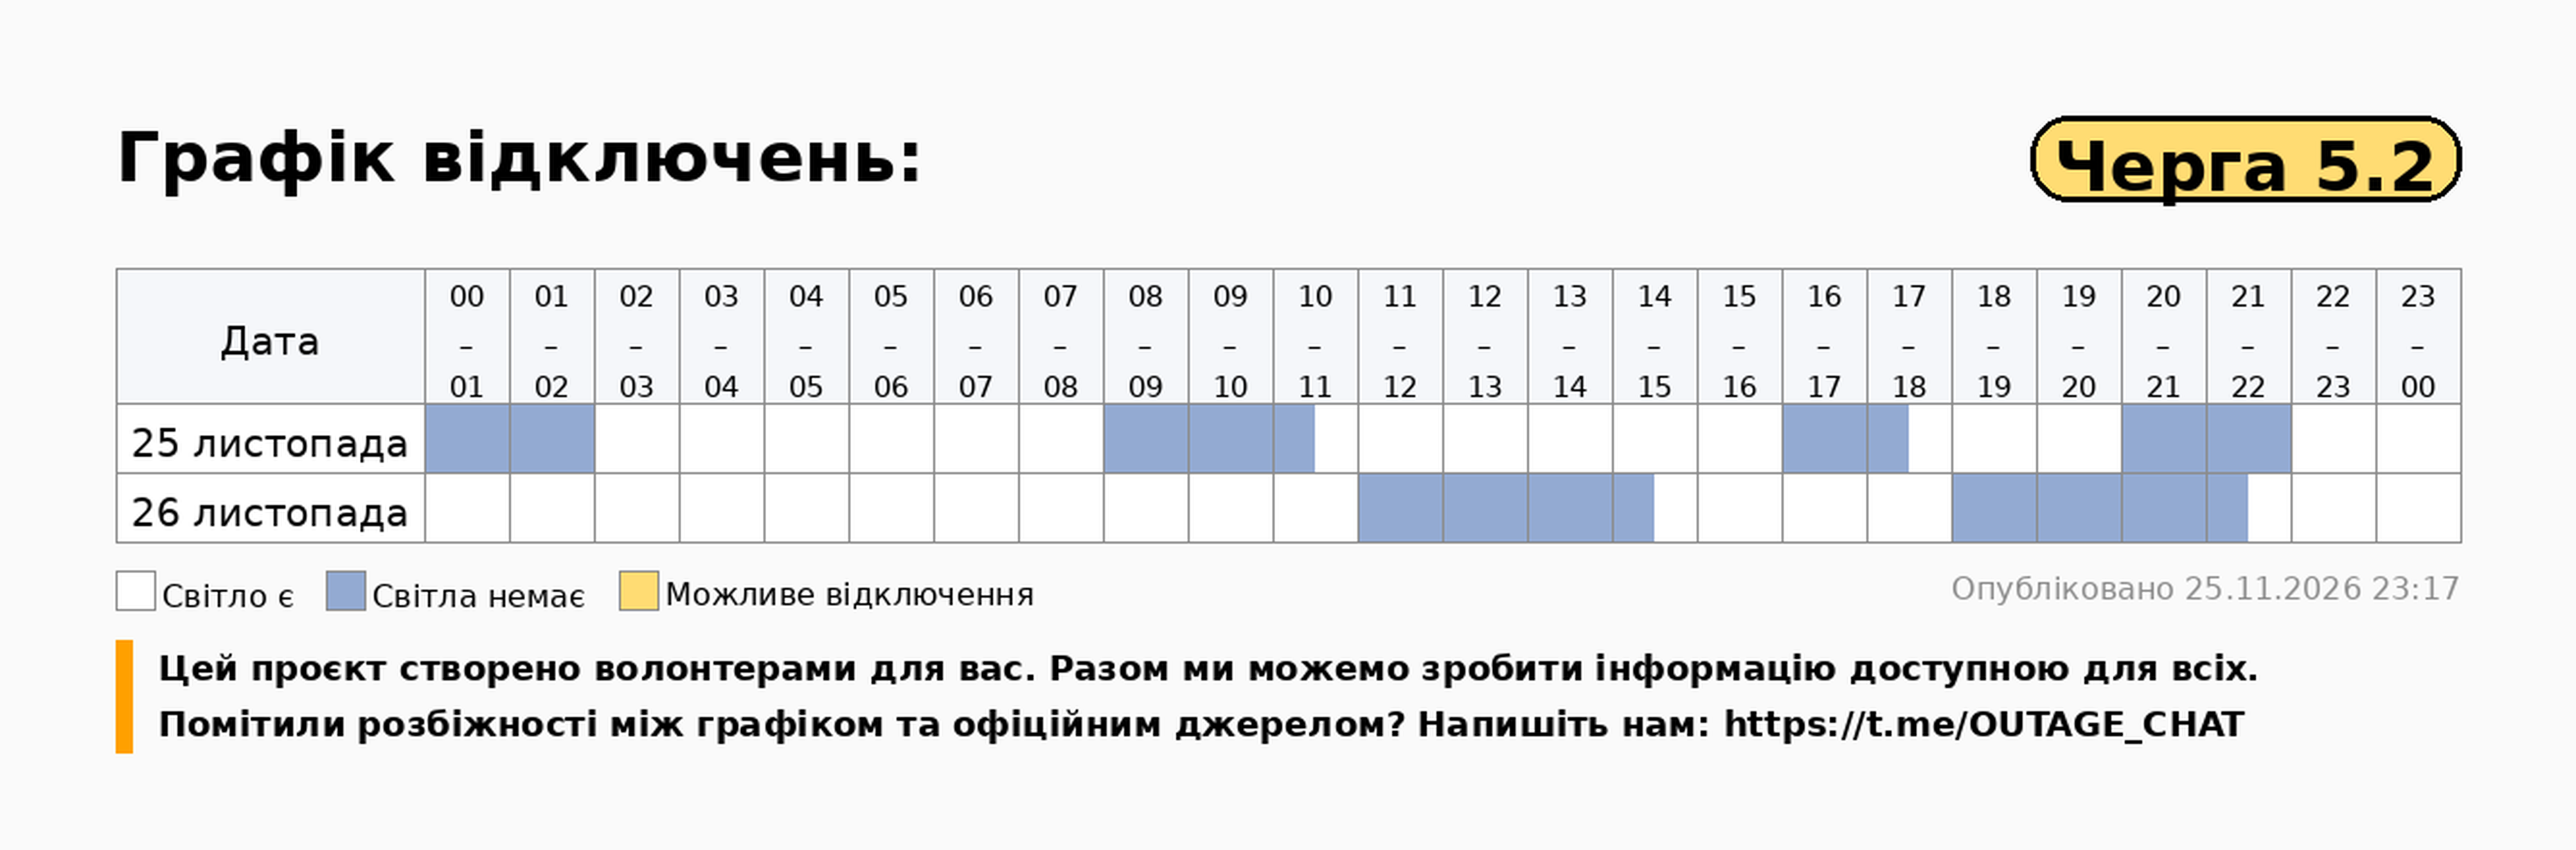 Графік відключень:
Черга 5.2
Дата 00 – 01 01 – 02 02 – 03 03 – 04 04 – 05 05 – 06 06 – 07 07 – 08 08 – 09 09 – 10 10 – 11 11 – 12 12 – 13 13 – 14 14 – 15 15 – 16 16 – 17 17 – 18 18 – 19 19 – 20 20 – 21 21 – 22 22 – 23 23 – 00
25 листопада
26 листопада
Світло є Світла немає Можливе відключення
Опубліковано 25.11.2026 23:17
Цей проєкт створено волонтерами для вас. Разом ми можемо зробити інформацію доступною для всіх.
Помітили розбіжності між графіком та офіційним джерелом? Напишіть нам: https://t.me/OUTAGE_CHAT